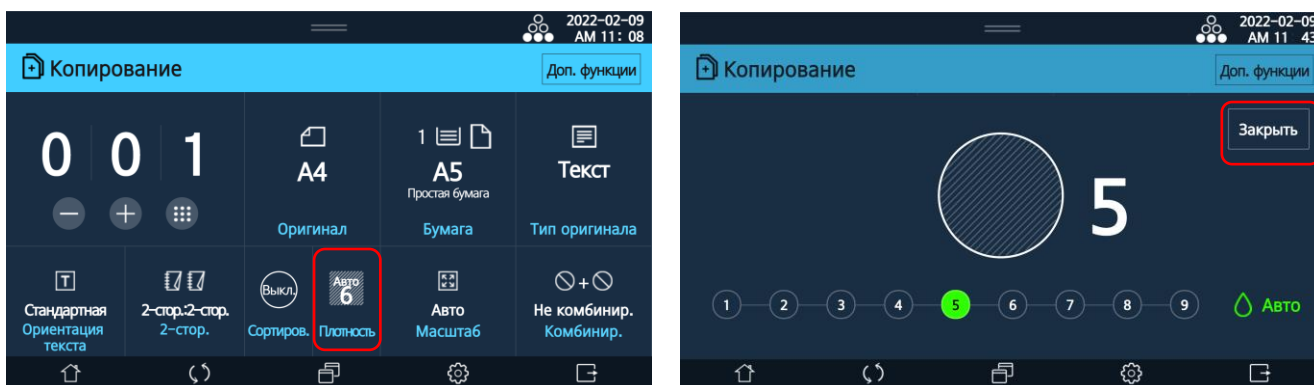 2022-02-09
AM 11: 08
Копирование
Доп. функции
0 0 1
A4
Оригинал
1
A5
Простая бумага
Бумага
Текст
Тип оригинала
T
Стандартная
Ориентация
текста
2-стор.:2-стор.
2-стор.
Выкл.
Сортиров.
Авто
6
Плотность
Авто
Масштаб
Не комбинир.
Комбинир.
2022-02-09
AM 11 43
Копирование
Доп. функции
Закрыть
5
1 2 3 4 5 6 7 8 9
Авто